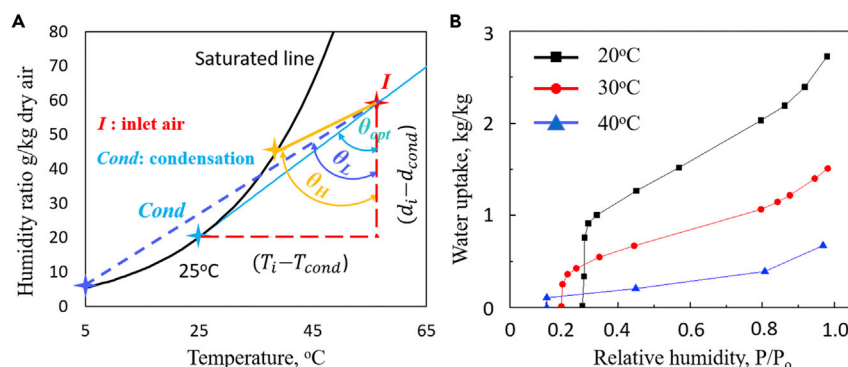 A
Humidity ratio g/kg dry air
80
70
60
50
40
30
20
10
0
Saturated line
I
I : inlet air
Cond: condensation
θopt
θL
θH
(di−dcond)
Cond
25°C
(Ti−Tcond)
5
25
45
65
Temperature, °C
B
Water uptake, kg/kg
3
2
1
0
20°C
30°C
40°C
0
0.2
0.4
0.6
0.8
1.0
Relative humidity, P/Po